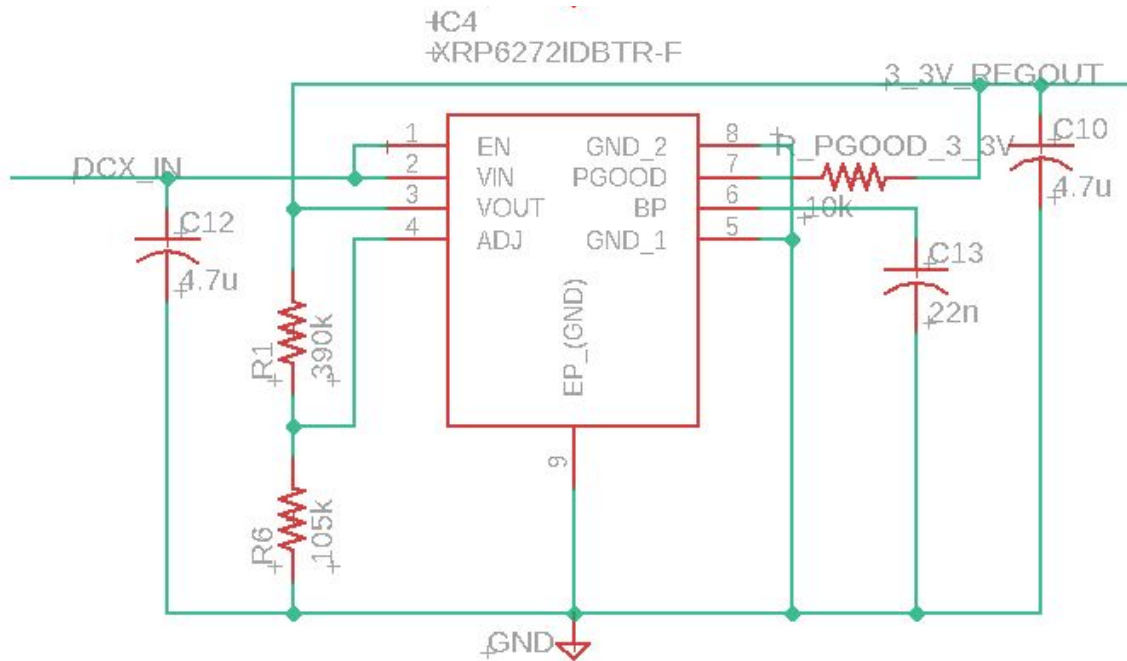 IC4
XRP6272IDBTR-F
3_3V_REGOUT
DCX_IN
1
EN
2
VIN
3
VOUT
4
ADJ
GND_2
8
PGOOD
7
BP
6
GND_1
5
EP_(GND)
9
R_PGOOD_3_3V
10k
C10
4.7u
C12
4.7u
C13
22n
R1
390k
R6
105k
GND